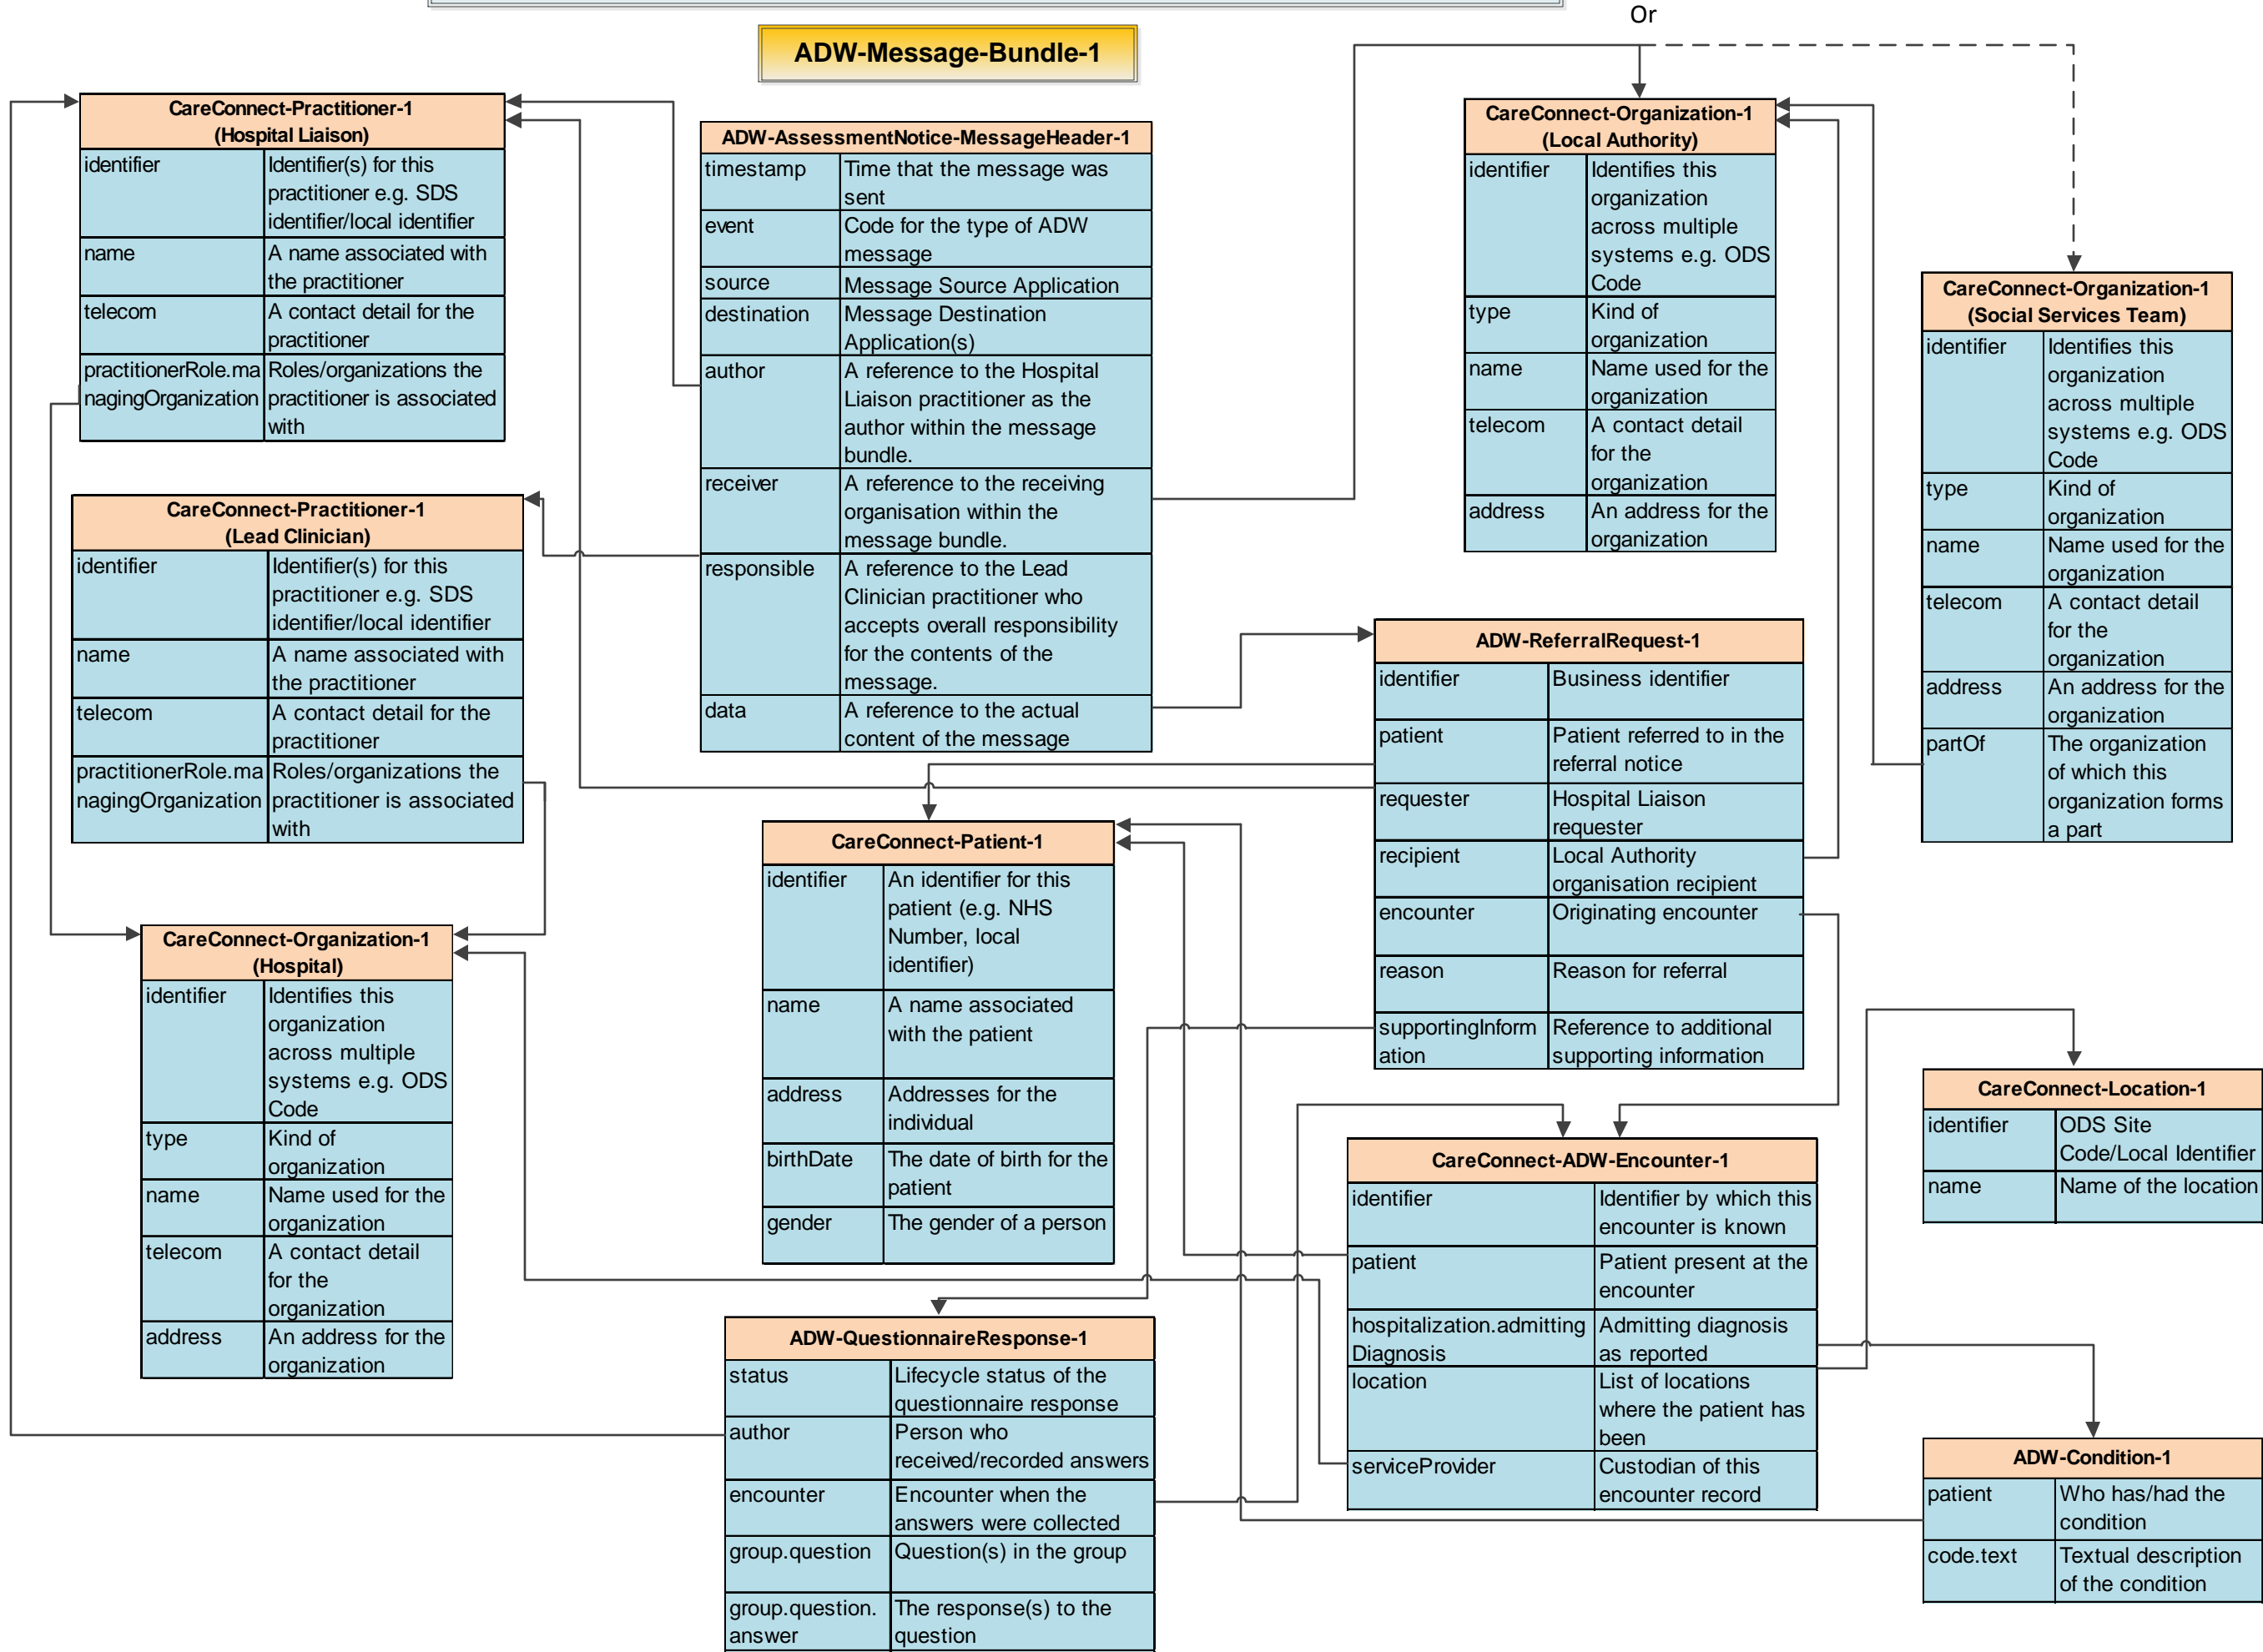 Or
ADW-Message-Bundle-1
CareConnect-Practitioner-1
(Hospital Liaison)
identifier
Identifier(s) for this
practitioner e.g. SDS
identifier/local identifier
name
A name associated with
the practitioner
telecom
A contact detail for the
practitioner
practitionerRole.ma
nagingOrganization
Roles/organizations the
practitioner is associated
with
ADW-AssessmentNotice-MessageHeader-1
timestamp
Time that the message was
sent
event
Code for the type of ADW
message
source
Message Source Application
destination
Message Destination
Application(s)
author
A reference to the Hospital
Liaison practitioner as the
author within the message
bundle.
receiver
A reference to the receiving
organisation within the
message bundle.
responsible
A reference to the Lead
Clinician practitioner who
accepts overall responsibility
for the contents of the
message.
data
A reference to the actual
content of the message
CareConnect-Organization-1
(Local Authority)
identifier
Identifies this
organization
across multiple
systems e.g. ODS
Code
type
Kind of
organization
name
Name used for the
organization
telecom
A contact detail
for the
organization
address
An address for the
organization
CareConnect-Organization-1
(Social Services Team)
identifier
Identifies this
organization
across multiple
systems e.g. ODS
Code
type
Kind of
organization
name
Name used for the
organization
telecom
A contact detail
for the
organization
address
An address for the
organization
partOf
The organization
of which this
organization forms
a part
CareConnect-Practitioner-1
(Lead Clinician)
identifier
Identifier(s) for this
practitioner e.g. SDS
identifier/local identifier
name
A name associated with
the practitioner
telecom
A contact detail for the
practitioner
practitionerRole.ma
nagingOrganization
Roles/organizations the
practitioner is associated
with
ADW-ReferralRequest-1
identifier
Business identifier
patient
Patient referred to in the
referral notice
requester
Hospital Liaison
requester
recipient
Local Authority
organisation recipient
encounter
Originating encounter
reason
Reason for referral
supportingInform
ation
Reference to additional
supporting information
CareConnect-Patient-1
identifier
An identifier for this
patient (e.g. NHS
Number, local
identifier)
name
A name associated
with the patient
address
Addresses for the
individual
birthDate
The date of birth for the
patient
gender
The gender of a person
CareConnect-Organization-1
(Hospital)
identifier
Identifies this
organization
across multiple
systems e.g. ODS
Code
type
Kind of
organization
name
Name used for the
organization
telecom
A contact detail
for the
organization
address
An address for the
organization
CareConnect-Location-1
identifier
ODS Site
Code/Local Identifier
name
Name of the location
CareConnect-ADW-Encounter-1
identifier
Identifier by which this
encounter is known
patient
Patient present at the
encounter
hospitalization.admitting
Diagnosis
Admitting diagnosis
as reported
location
List of locations
where the patient has
been
serviceProvider
Custodian of this
encounter record
ADW-QuestionnaireResponse-1
status
Lifecycle status of the
questionnaire response
author
Person who
received/recorded answers
encounter
Encounter when the
answers were collected
group.question
Question(s) in the group
group.question.
answer
The response(s) to the
question
ADW-Condition-1
patient
Who has/had the
condition
code.text
Textual description
of the condition